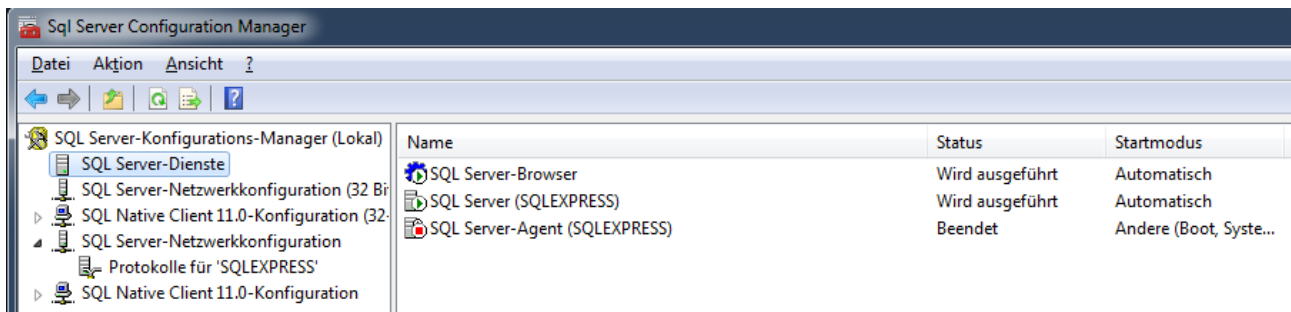 Sql Server Configuration Manager
Datei Aktion Ansicht ?
SQL Server-Konfigurations-Manager (Lokal)
SQL Server-Dienste
SQL Server-Netzwerkkonfiguration (32 Bi
SQL Native Client 11.0-Konfiguration (32-
SQL Server-Netzwerkkonfiguration
Protokolle für 'SQLEXPRESS'
SQL Native Client 11.0-Konfiguration
Name Status Startmodus
SQL Server-Browser Wird ausgeführt Automatisch
SQL Server (SQLEXPRESS) Wird ausgeführt Automatisch
SQL Server-Agent (SQLEXPRESS) Beendet Andere (Boot, Syste...